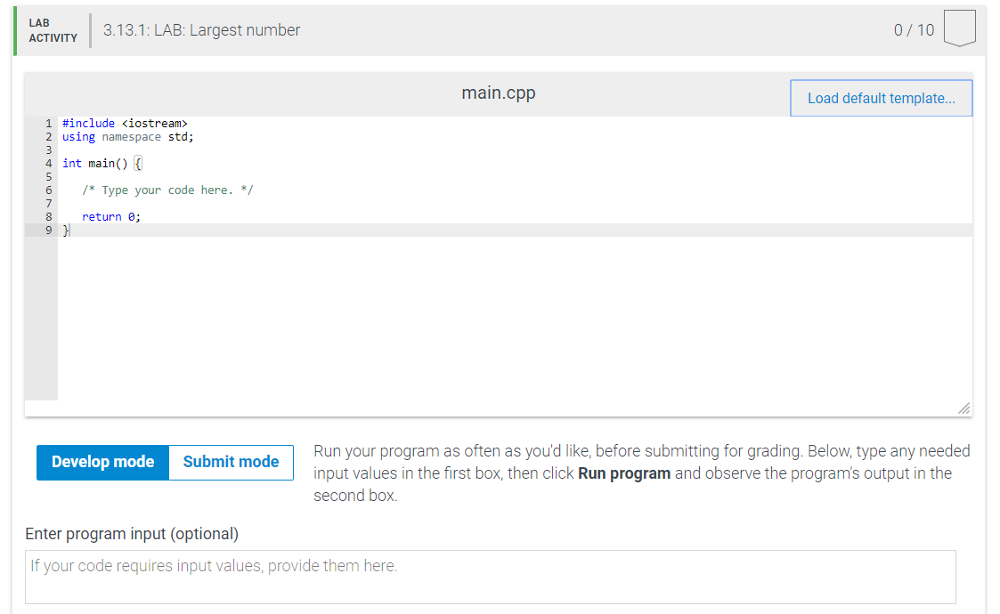 LAB
ACTIVITY
3.13.1: LAB: Largest number
0 / 10
main.cpp
Load default template...
1 #include <iostream>
2 using namespace std;
3
4 int main() {
5
6    /* Type your code here. */
7
8    return 0;
9 }
Develop mode
Submit mode
Run your program as often as you'd like, before submitting for grading. Below, type any needed
input values in the first box, then click Run program and observe the program's output in the
second box.
Enter program input (optional)
If your code requires input values, provide them here.